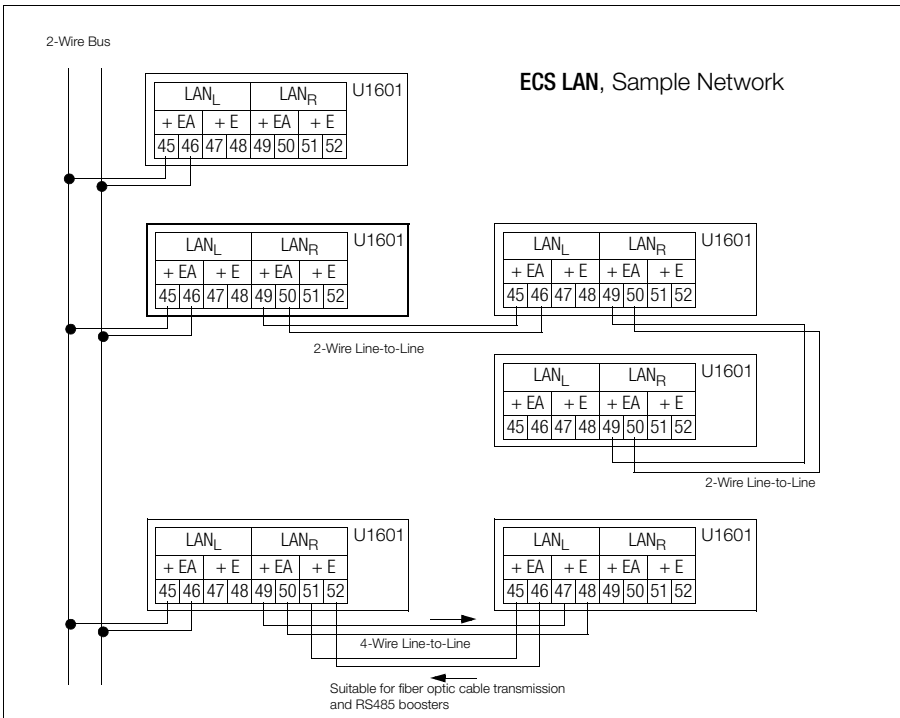 2-Wire Bus
ECS LAN, Sample Network
U1601
LANL LANR
+ EA + E + EA + E
45 46 47 48 49 50 51 52
U1601
LANL LANR
+ EA + E + EA + E
45 46 47 48 49 50 51 52
U1601
LANL LANR
+ EA + E + EA + E
45 46 47 48 49 50 51 52
2-Wire Line-to-Line
U1601
LANL LANR
+ EA + E + EA + E
45 46 47 48 49 50 51 52
2-Wire Line-to-Line
U1601
LANL LANR
+ EA + E + EA + E
45 46 47 48 49 50 51 52
U1601
LANL LANR
+ EA + E + EA + E
45 46 47 48 49 50 51 52
4-Wire Line-to-Line
Suitable for fiber optic cable transmission
and RS485 boosters